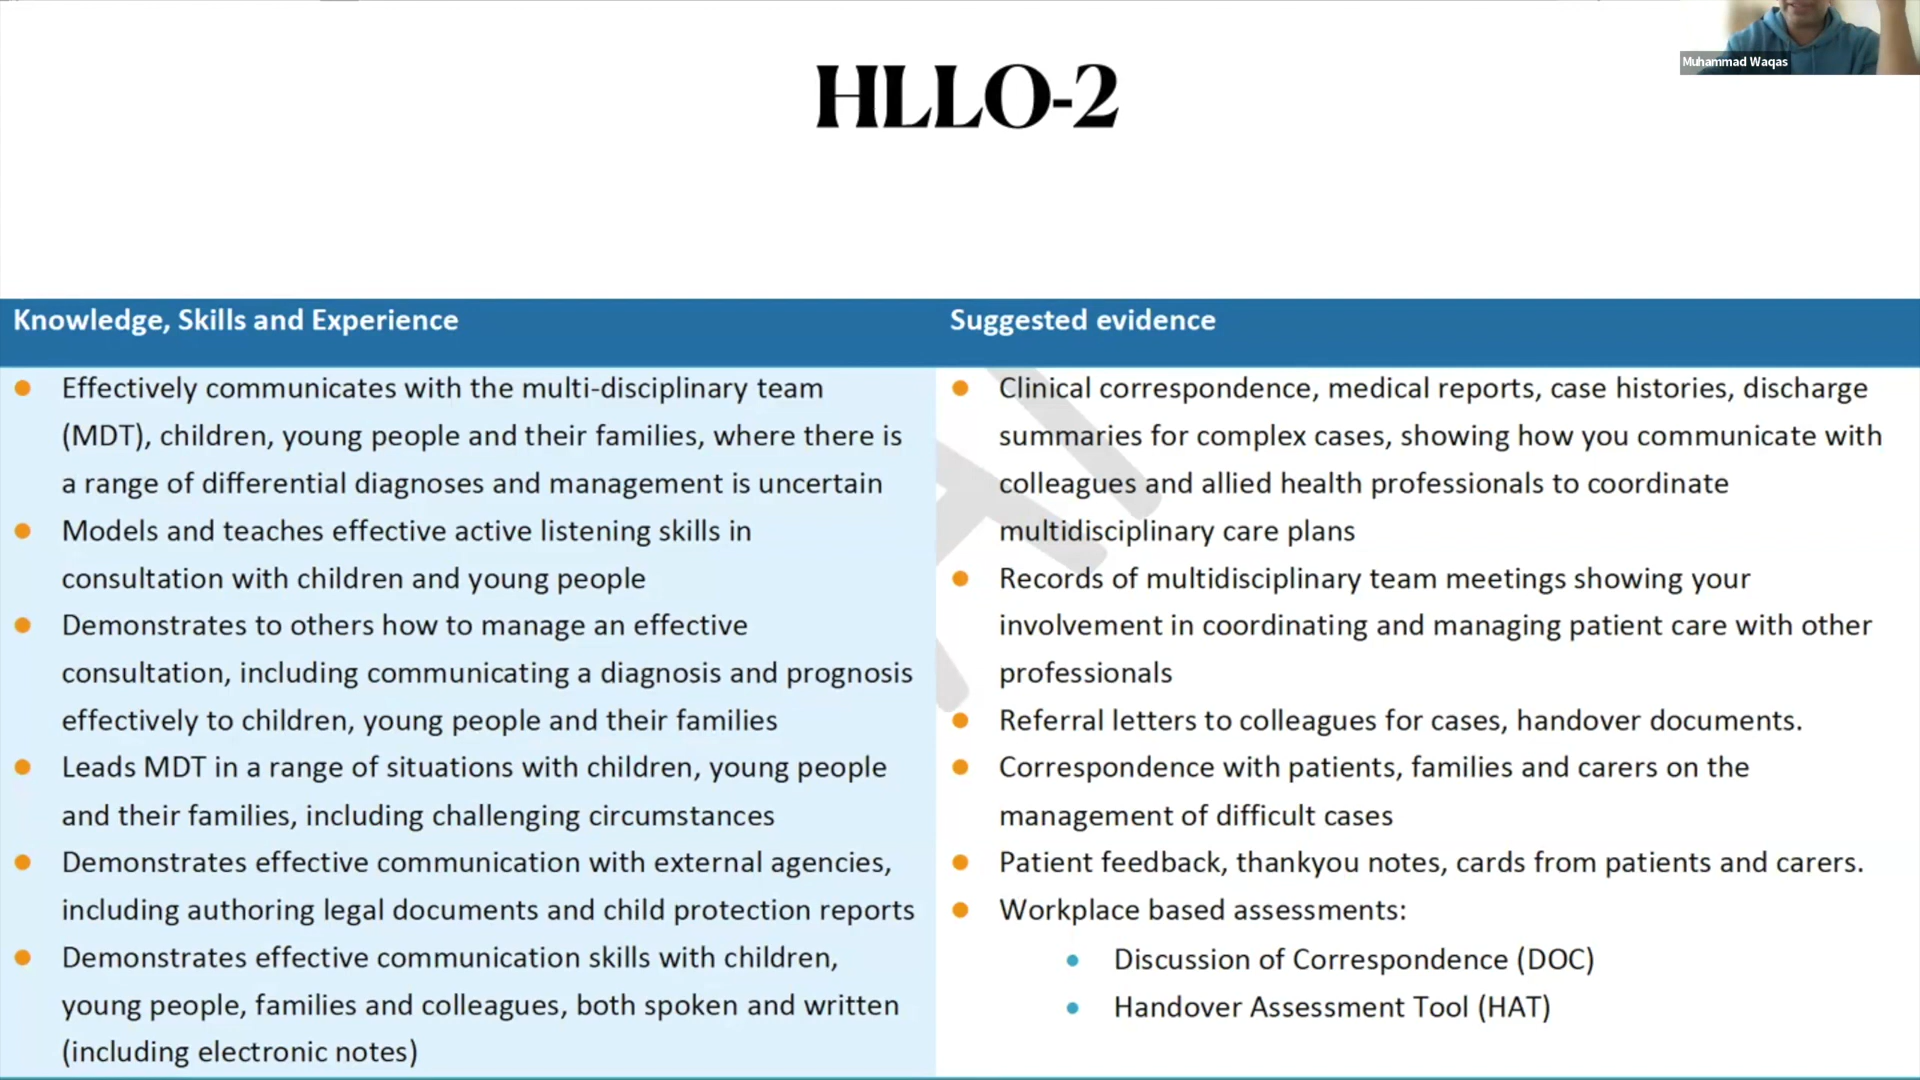 Muhammad Waqas
HLLO-2
Knowledge, Skills and Experience
Effectively communicates with the multi-disciplinary team
(MDT), children, young people and their families, where there is
a range of differential diagnoses and management is uncertain
Models and teaches effective active listening skills in
consultation with children and young people
Demonstrates to others how to manage an effective
consultation, including communicating a diagnosis and prognosis
effectively to children, young people and their families
Leads MDT in a range of situations with children, young people
and their families, including challenging circumstances
Demonstrates effective communication with external agencies,
including authoring legal documents and child protection reports
Demonstrates effective communication skills with children,
young people, families and colleagues, both spoken and written
(including electronic notes)
Suggested evidence
Clinical correspondence, medical reports, case histories, discharge
summaries for complex cases, showing how you communicate with
colleagues and allied health professionals to coordinate
multidisciplinary care plans
Records of multidisciplinary team meetings showing your
involvement in coordinating and managing patient care with other
professionals
Referral letters to colleagues for cases, handover documents.
Correspondence with patients, families and carers on the
management of difficult cases
Patient feedback, thankyou notes, cards from patients and carers.
Workplace based assessments:
Discussion of Correspondence (DOC)
Handover Assessment Tool (HAT)